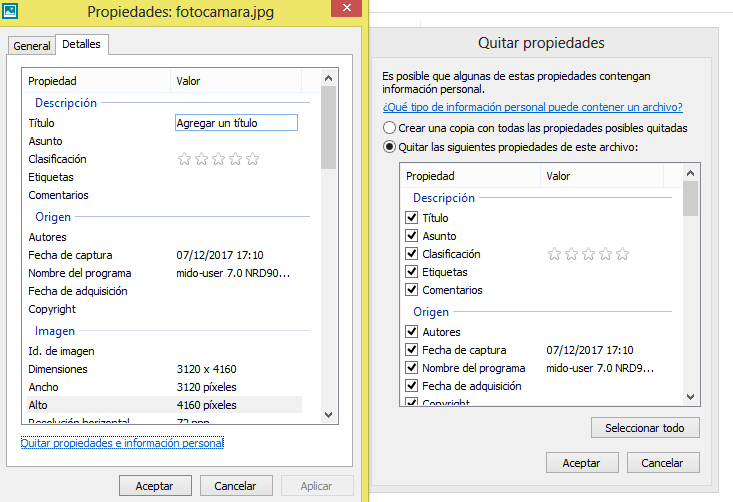 Propiedades: fotocamara.jpg
General
Detalles
Propiedad Valor
Descripción
Título Agregar un título
Asunto
Clasificación
Etiquetas
Comentarios
Origen
Autores
Fecha de captura 07/12/2017 17:10
Nombre del programa mido-user 7.0 NRD90...
Fecha de adquisición
Copyright
Imagen
Id. de imagen
Dimensiones 3120 x 4160
Ancho 3120 píxeles
Alto 4160 píxeles
Resolución horizontal 72 ppp
Quitar propiedades e información personal
Aceptar Cancelar Aplicar
Quitar propiedades
Es posible que algunas de estas propiedades contengan
información personal.
¿Qué tipo de información personal puede contener un archivo?
Crear una copia con todas las propiedades posibles quitadas
Quitar las siguientes propiedades de este archivo:
Propiedad Valor
Descripción
Título
Asunto
Clasificación
Etiquetas
Comentarios
Origen
Autores
Fecha de captura 07/12/2017 17:10
Nombre del programa mido-user 7.0 NRD9...
Fecha de adquisición
Copyright
Seleccionar todo
Aceptar Cancelar